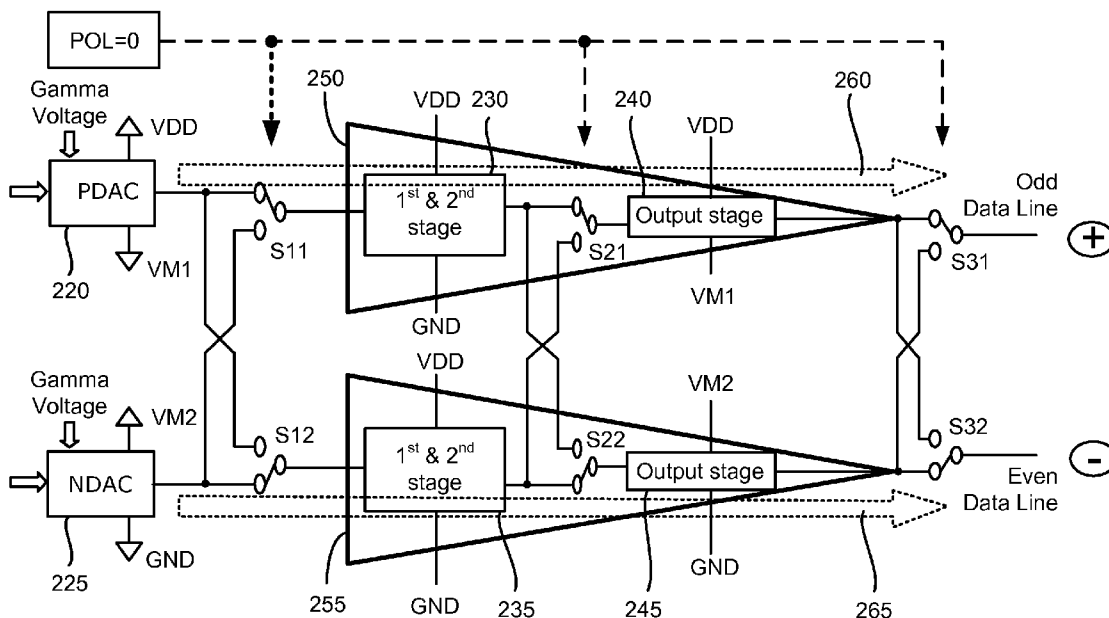 POL=0
Gamma
Voltage
VDD
PDAC
VM1
220
S11
250
VDD
230
1st & 2nd
stage
GND
240
VDD
Output stage
S21
VM1
260
Odd
Data Line
S31
+
Gamma
Voltage
VM2
NDAC
GND
225
S12
VDD
1st & 2nd
stage
GND
255
235
S22
VM2
Output stage
GND
245
S32
Even
Data Line
-
265